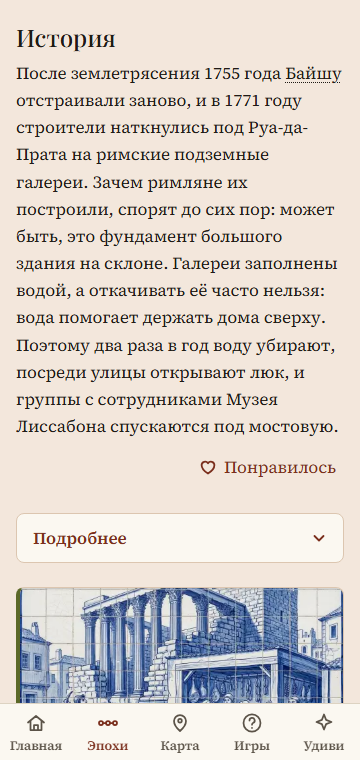 История
После землетрясения 1755 года Байшу
отстраивали заново, и в 1771 году
строители наткнулись под Руа-да-
Прата на римские подземные
галереи. Зачем римляне их
построили, спорят до сих пор: может
быть, это фундамент большого
здания на склоне. Галереи заполнены
водой, а откачивать её часто нельзя:
вода помогает держать дома сверху.
Поэтому два раза в год воду убирают,
посреди улицы открывают люк, и
группы с сотрудниками Музея
Лиссабона спускаются под мостовую.
Понравилось
Подробнее
Главная
Эпохи
Карта
Игры
Удиви